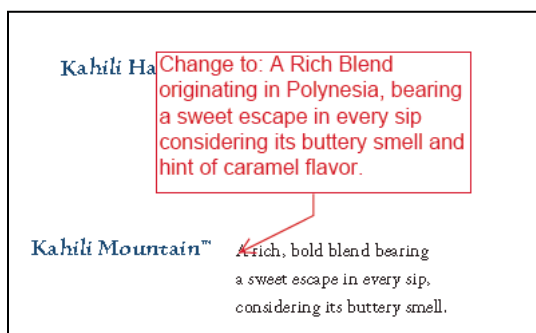 Kahili Ha
Change to: A Rich Blend
originating in Polynesia, bearing
a sweet escape in every sip
considering its buttery smell and
hint of caramel flavor.
Kahili Mountain™
A rich, bold blend bearing
a sweet escape in every sip,
considering its buttery smell.